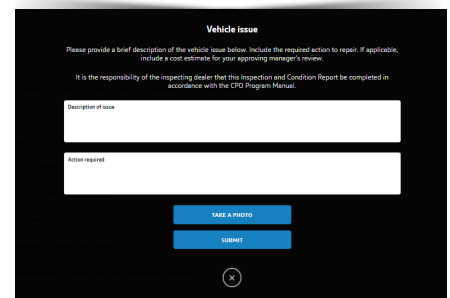 Vehicle issue
Please provide a brief description of the vehicle issue below. Include the required action to repair. If applicable,
include a cost estimate for your approving manager's review.
It is the responsibility of the inspecting dealer that this Inspection and Condition Report be completed in
accordance with the CPO Program Manual.
Description of issue
Action required
TAKE A PHOTO
SUBMIT